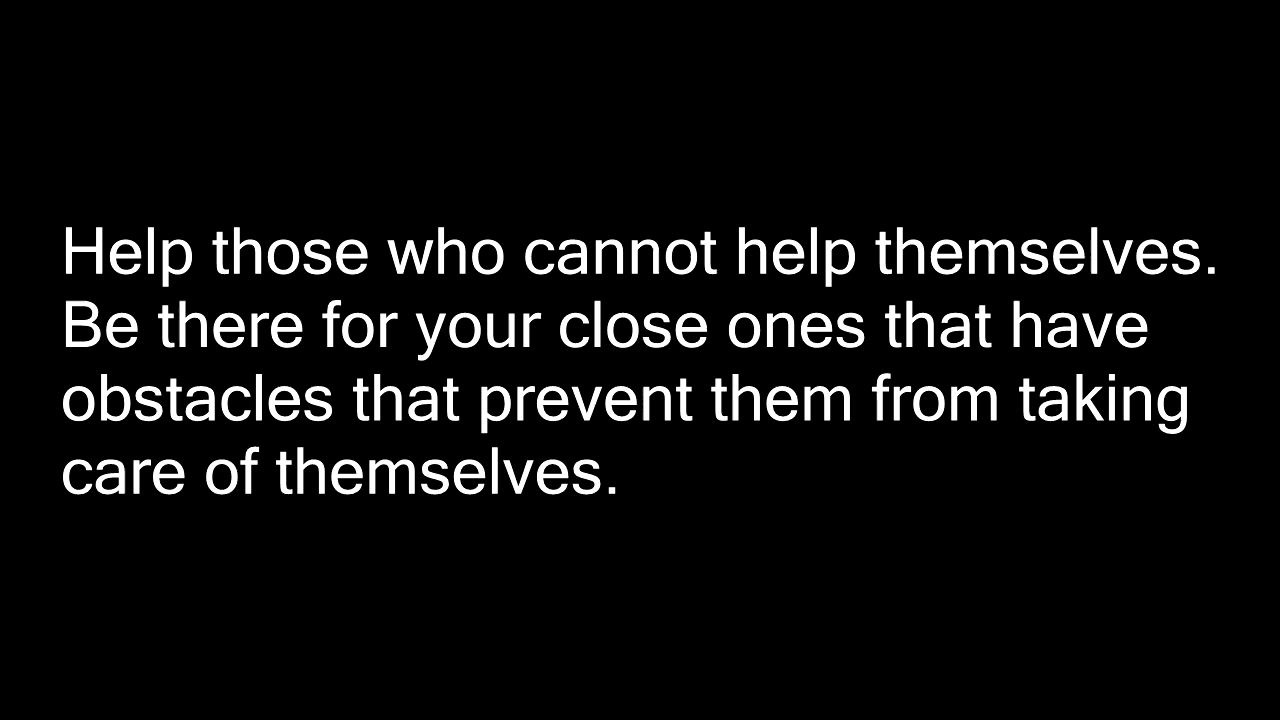 Help those who cannot help themselves.
Be there for your close ones that have
obstacles that prevent them from taking
care of themselves.